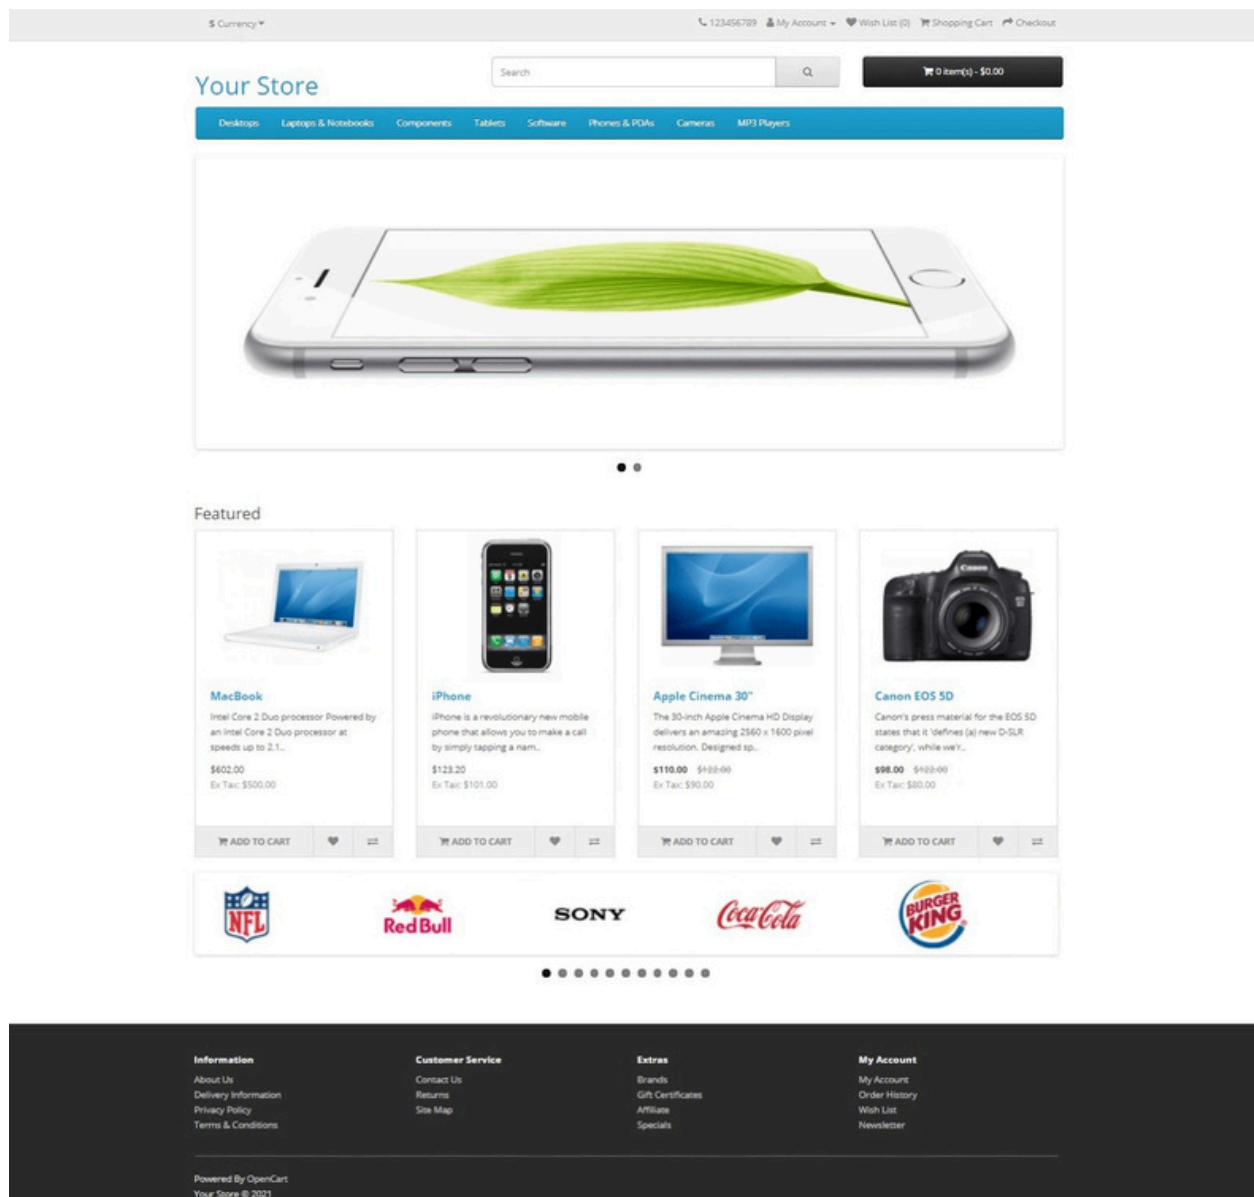 $ Currency
123456789 My Account Wish List (0) Shopping Cart Checkout
Your Store
Search
0 item(s) - $0.00
Desktops Laptops & Notebooks Components Tablets Software Phones & PDAs Cameras MP3 Players
Featured
Canon
MacBook
Intel Core 2 Duo processor Powered by
an Intel Core 2 Duo processor at
speeds up to 2.1..
$602.00
Ex Tax: $500.00
ADD TO CART
iPhone
iPhone is a revolutionary new mobile
phone that allows you to make a call
by simply tapping a nam..
$123.20
Ex Tax: $101.00
ADD TO CART
Apple Cinema 30"
The 30-inch Apple Cinema HD Display
delivers an amazing 2560 x 1600 pixel
resolution. Designed sp..
$110.00 $122.00
Ex Tax: $90.00
ADD TO CART
Canon EOS 5D
Canon's press material for the EOS 5D
states that it 'defines (a) new D-SLR
category', while we'r..
$98.00 $122.00
Ex Tax: $80.00
ADD TO CART
NFL
Red Bull
SONY
Coca-Cola
BURGER
KING
Information
About Us
Delivery Information
Privacy Policy
Terms & Conditions
Customer Service
Contact Us
Returns
Site Map
Extras
Brands
Gift Certificates
Affiliate
Specials
My Account
My Account
Order History
Wish List
Newsletter
Powered By OpenCart
Your Store © 2021